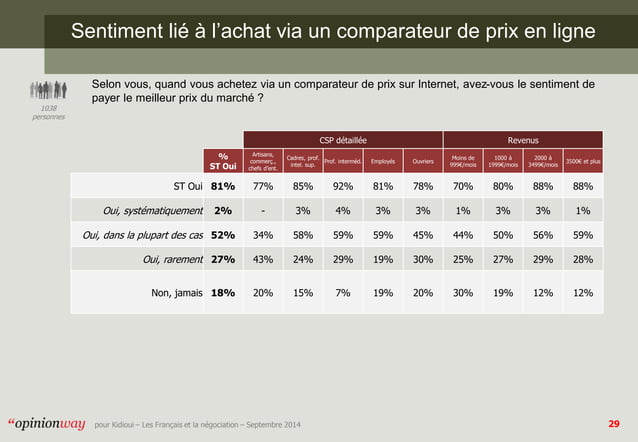 Sentiment lié à l'achat via un comparateur de prix en ligne
Selon vous, quand vous achetez via un comparateur de prix sur Internet, avez-vous le sentiment de
payer le meilleur prix du marché ?
1038
personnes
CSP détaillée Revenus
% ST Oui Artisans, commerç., chefs d'ent. Cadres, prof. intel. sup. Prof. interméd. Employés Ouvriers Moins de 999€/mois 1000 à 1999€/mois 2000 à 3499€/mois 3500€ et plus
ST Oui 81% 77% 85% 92% 81% 78% 70% 80% 88% 88%
Oui, systématiquement 2% - 3% 4% 3% 3% 1% 3% 3% 1%
Oui, dans la plupart des cas 52% 34% 58% 59% 59% 45% 44% 50% 56% 59%
Oui, rarement 27% 43% 24% 29% 19% 30% 25% 27% 29% 28%
Non, jamais 18% 20% 15% 7% 19% 20% 30% 19% 12% 12%
“opinionway pour Kidioui – Les Français et la négociation – Septembre 2014 29